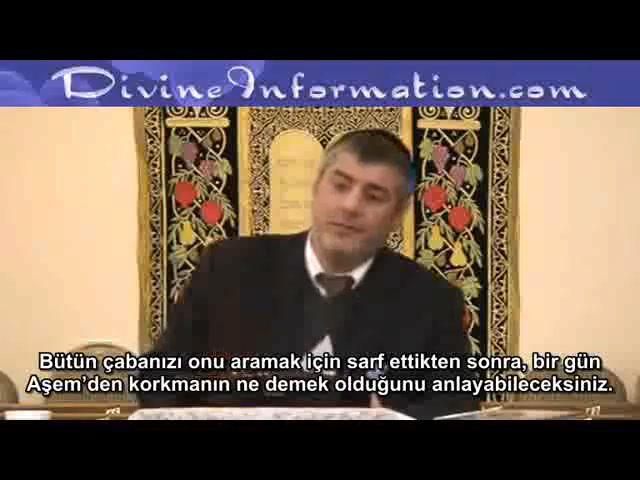 DivineInformation.com
Bütün çabanızı onu aramak için sarf ettikten sonra, bir gün
Aşem'den korkmanın ne demek olduğunu anlayabileceksiniz.